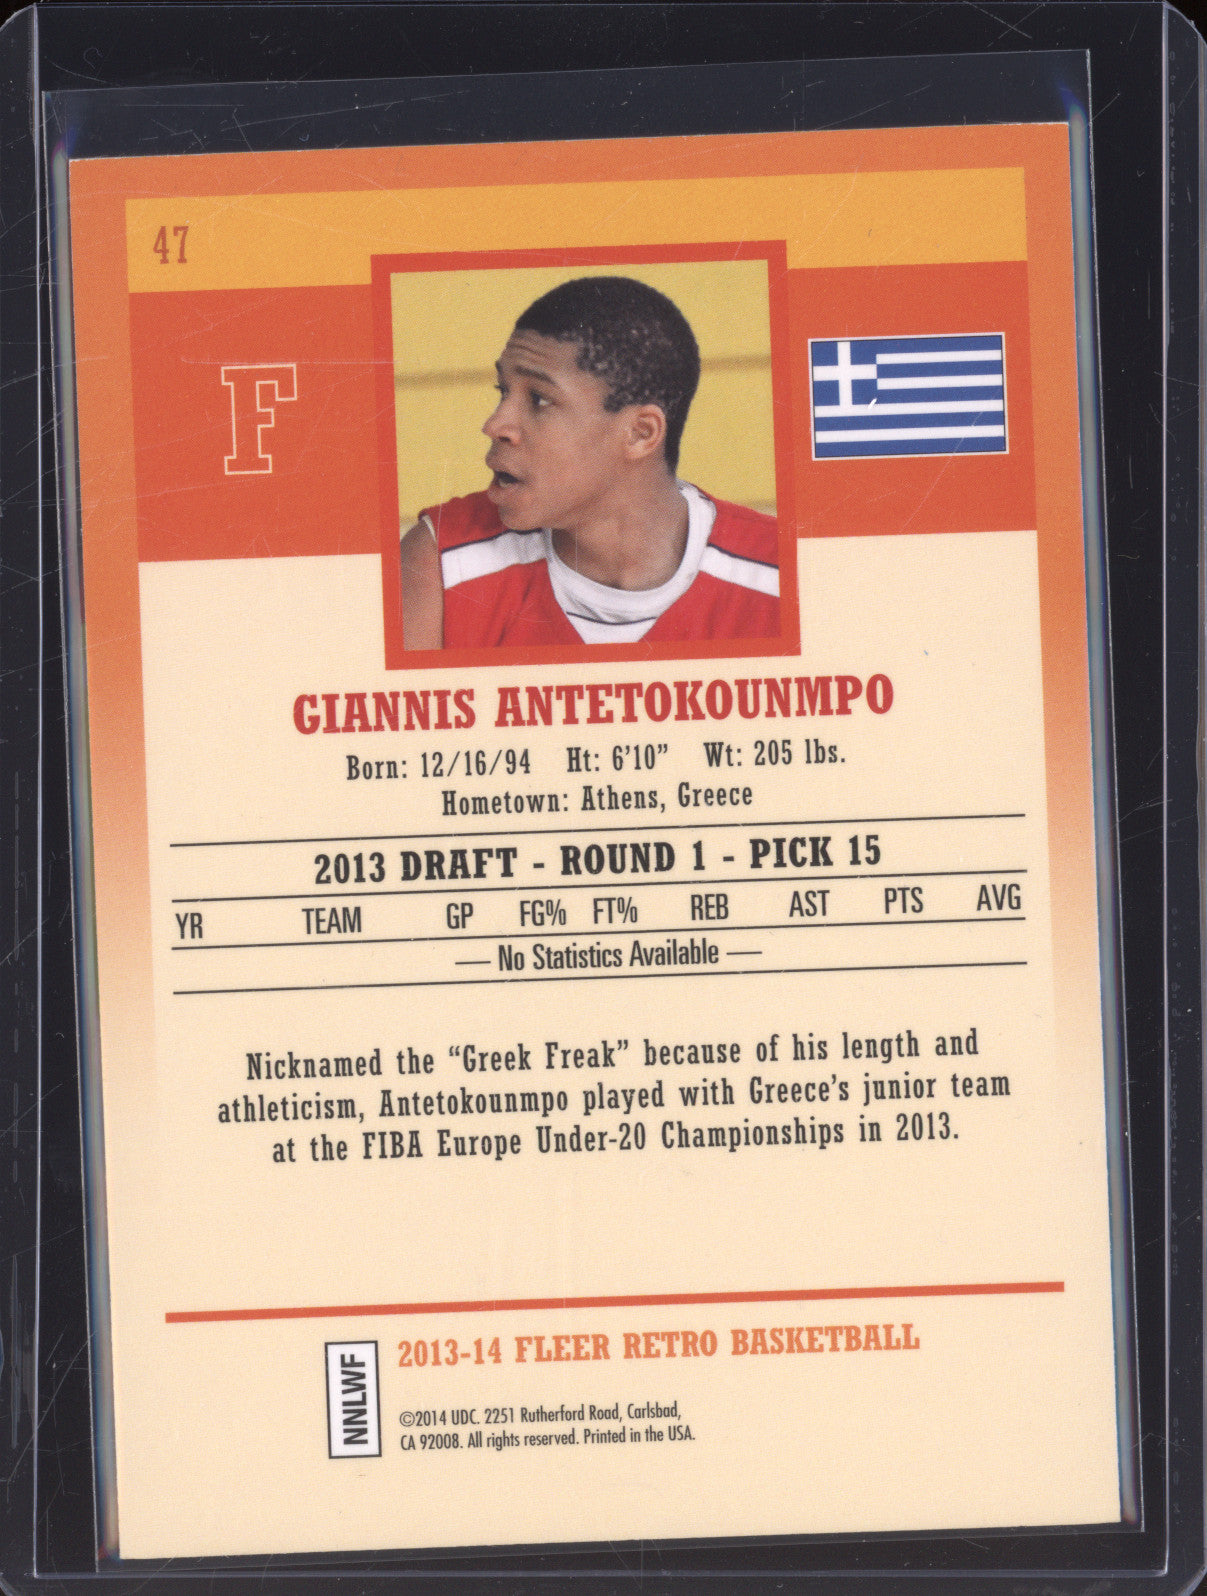 47
F
GIANNIS ANTETOKOUNMPO
Born: 12/16/94 Ht: 6'10" Wt: 205 lbs.
Hometown: Athens, Greece
2013 DRAFT - ROUND 1 - PICK 15
YR TEAM GP FG% FT% REB AST PTS AVG
— No Statistics Available —
Nicknamed the “Greek Freak” because of his length and
athleticism, Antetokounmpo played with Greece’s junior team
at the FIBA Europe Under-20 Championships in 2013.
NNLWF
2013-14 FLEER RETRO BASKETBALL
©2014 UDC. 2251 Rutherford Road, Carlsbad,
CA 92008. All rights reserved. Printed in the USA.